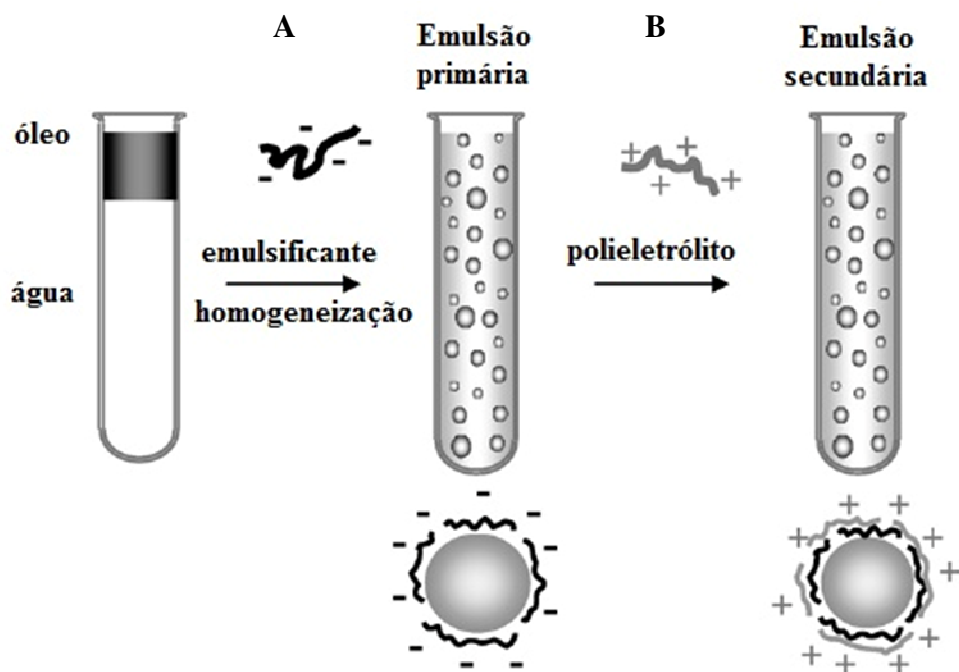 A
Emulsão
primária
B
Emulsão
secundária
óleo
água
emulsificante
homogeneização
polieletrólito